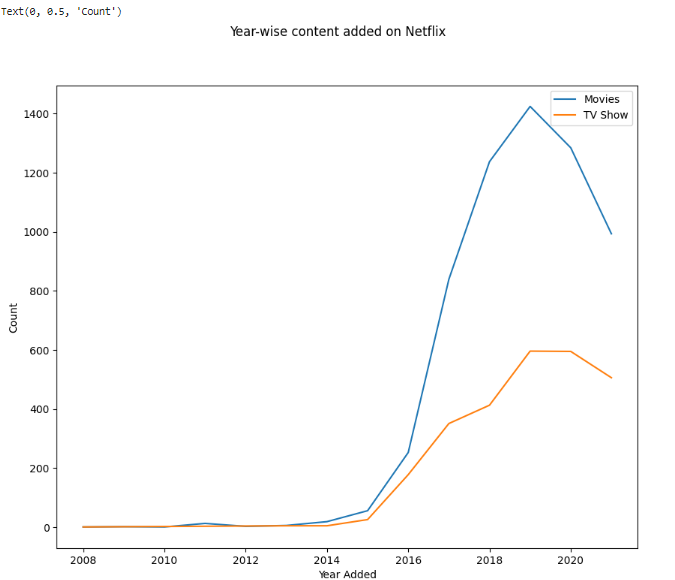 Text(0, 0.5, 'Count')
Year-wise content added on Netflix
Movies
TV Show
1400
1200
1000
800
600
400
200
0
Count
2008
2010
2012
2014
2016
2018
2020
Year Added